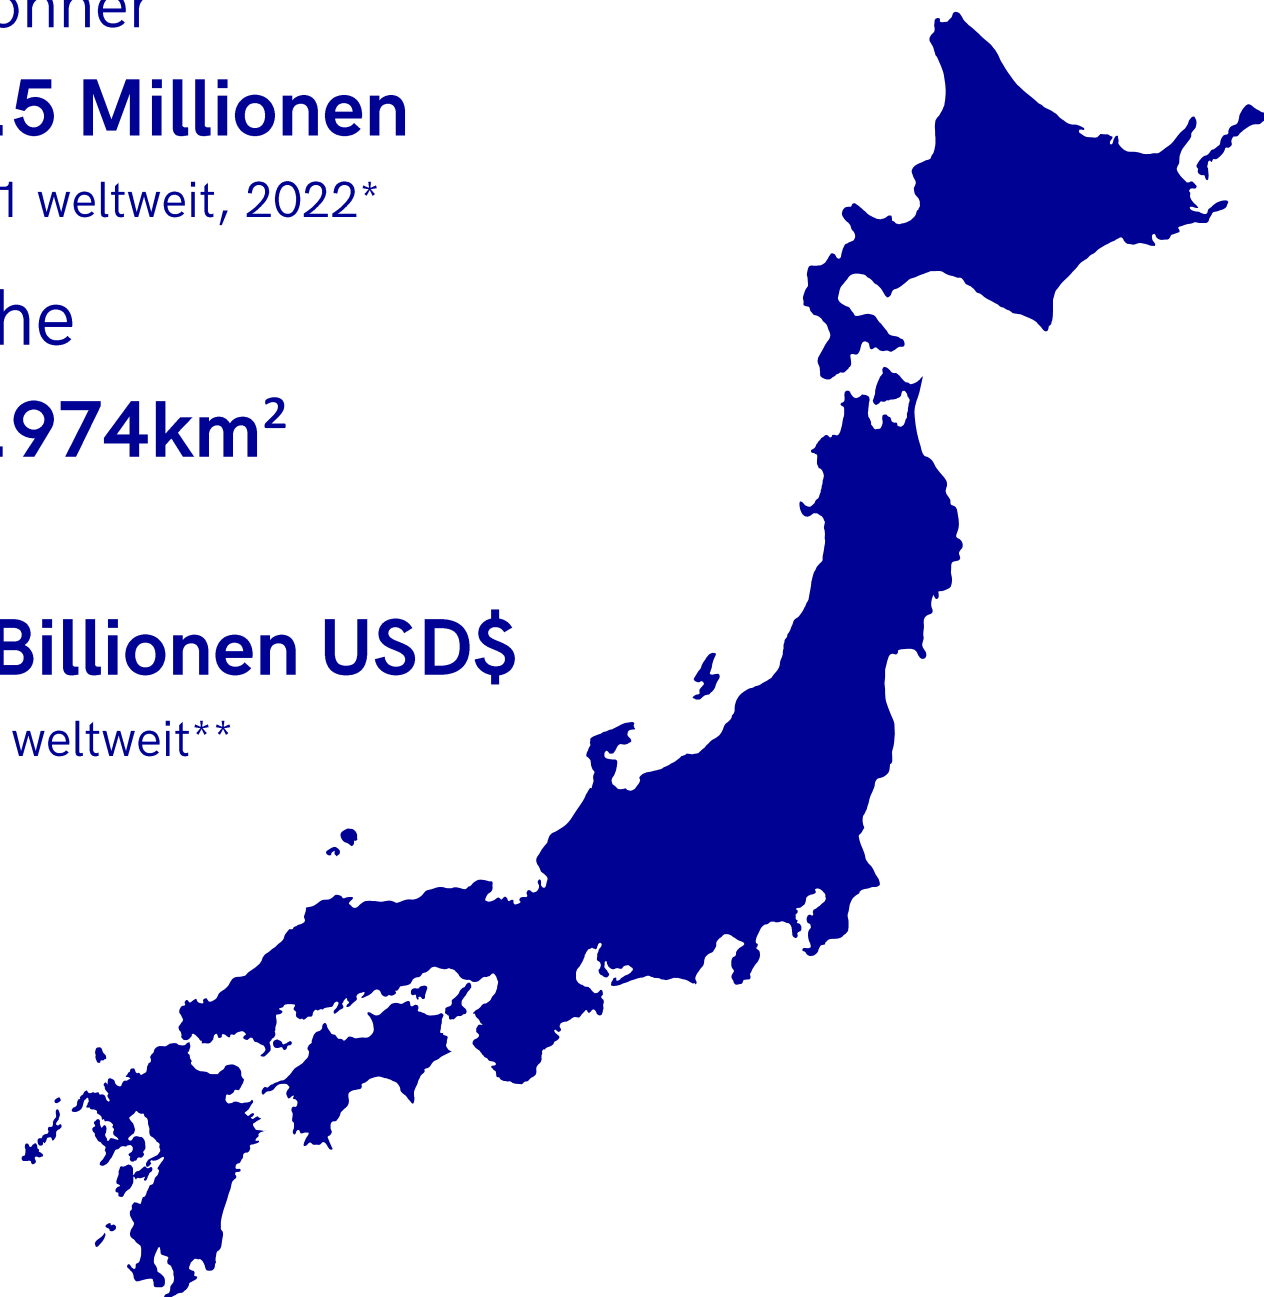 ohner
.5 Millionen
1 weltweit, 2022*
he
.974km²
Billionen USD$
weltweit**